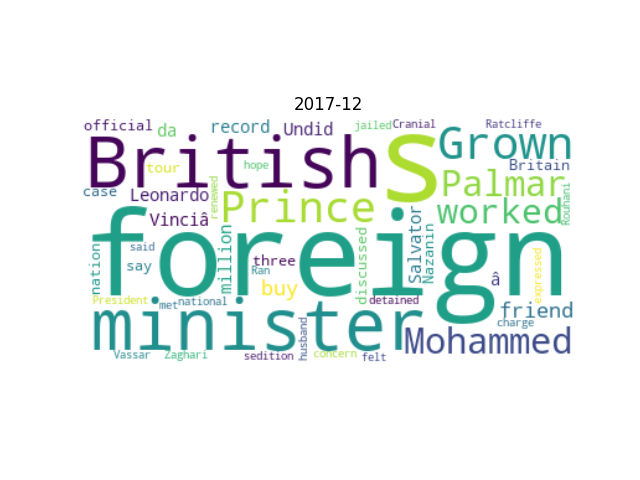 2017-12
official da record Undid jailed Cranial Ratcliffe
British S Grown
tour hope Britain
case Leonardo renewed Prince Palmar
Vinciâ worked Rouhani
foreign
nation said say million three Ran buy discussed Salvator Nazanin â expressed
President met national detained friend
minister charge
Mohammed
Vassar Zaghari sedition husband concern felt